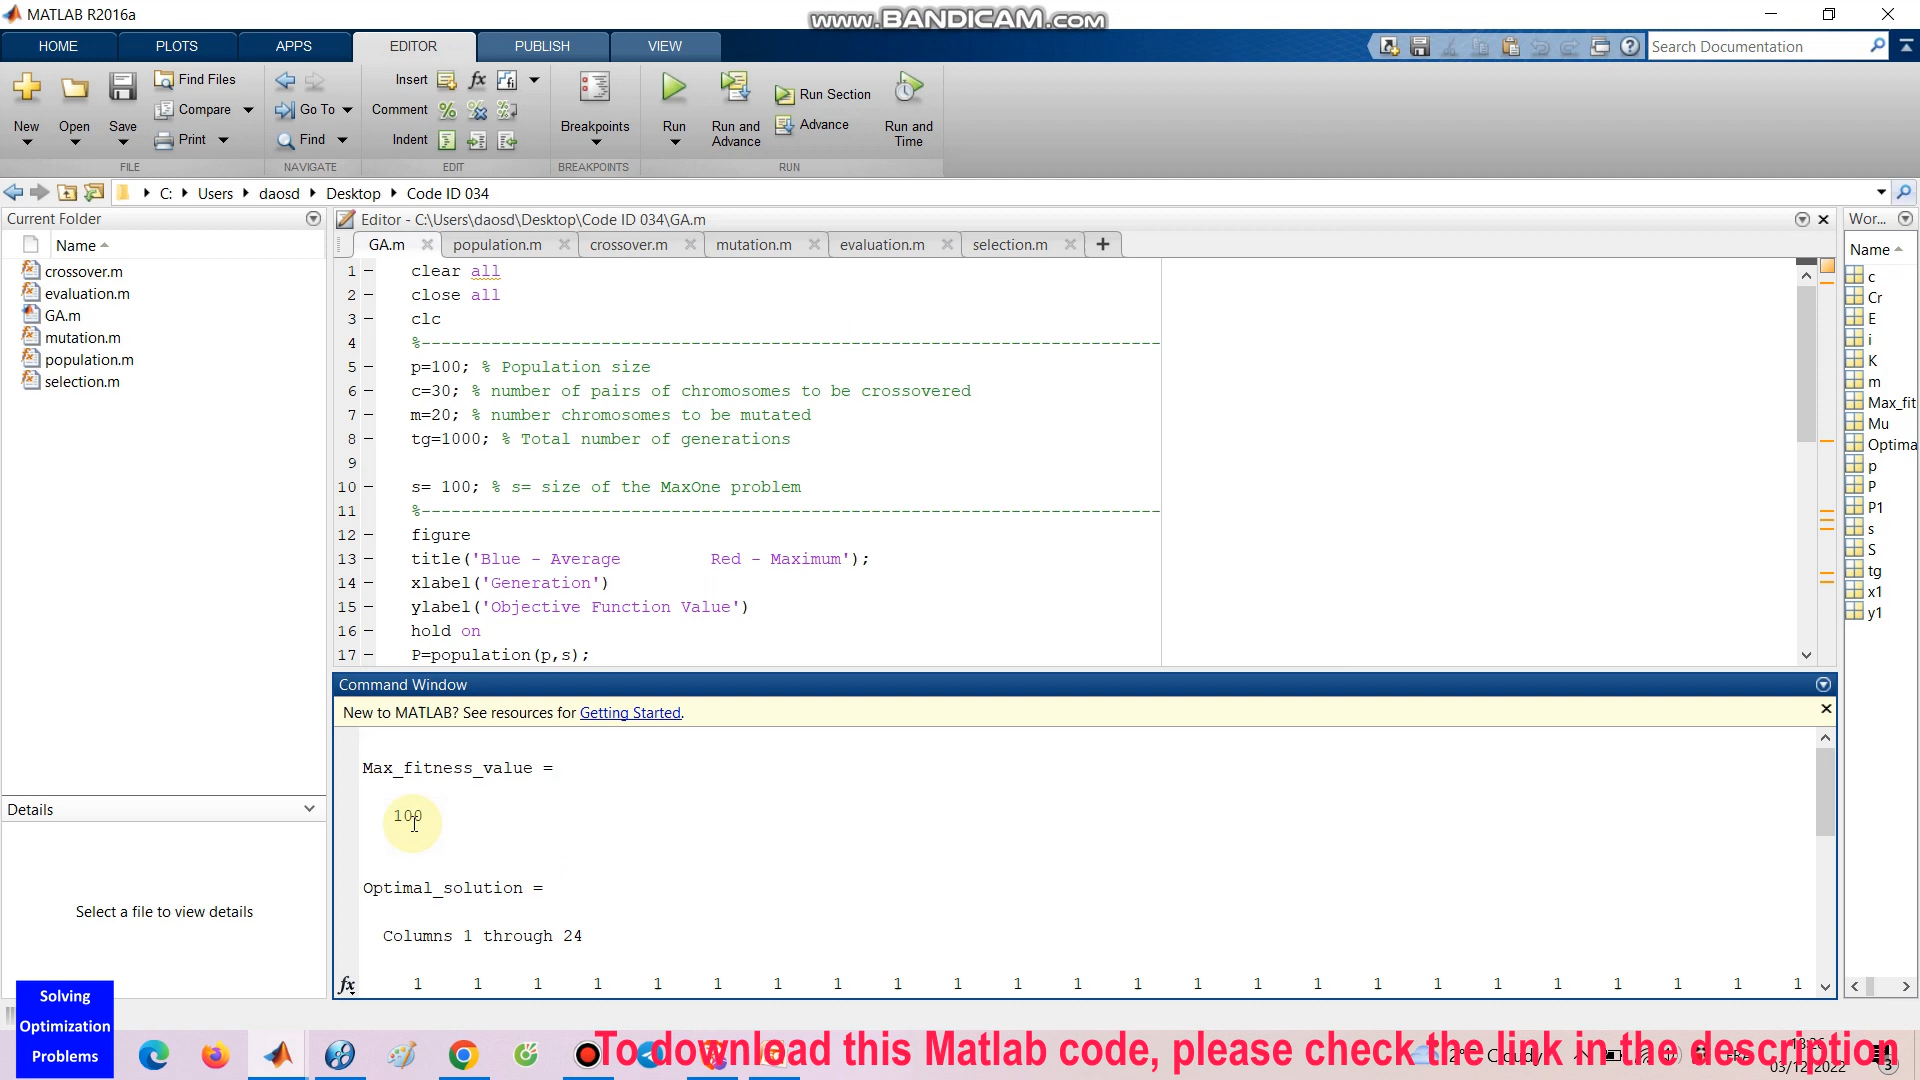 MATLAB R2016a
www.BANDICAM.com
HOME PLOTS APPS EDITOR PUBLISH VIEW
Search Documentation
New Open Save
Find Files
Compare
Print
Go To
Find
Insert
Comment
Indent
Breakpoints
Run
Run and Advance
Run Section
Advance
Run and Time
FILE NAVIGATE EDIT BREAKPOINTS RUN
C: Users daosd Desktop Code ID 034
Current Folder
Name
crossover.m
evaluation.m
GA.m
mutation.m
population.m
selection.m
Details
Select a file to view details
Editor - C:\Users\daosd\Desktop\Code ID 034\GA.m
GA.m population.m crossover.m mutation.m evaluation.m selection.m
1 clear all
2 close all
3 clc
4 %--------------------------------------------------------------------------
5 p=100; % Population size
6 c=30; % number of pairs of chromosomes to be crossovered
7 m=20; % number chromosomes to be mutated
8 tg=1000; % Total number of generations
9
10 s= 100; % s= size of the MaxOne problem
11 %--------------------------------------------------------------------------
12 figure
13 title('Blue - Average         Red - Maximum');
14 xlabel('Generation')
15 ylabel('Objective Function Value')
16 hold on
17 P=population(p,s);
Command Window
New to MATLAB? See resources for Getting Started.
Max_fitness_value =
100
Optimal_solution =
Columns 1 through 24
fx 1 1 1 1 1 1 1 1 1 1 1 1 1 1 1 1 1 1 1 1 1 1 1 1
Wor...
Name
c
Cr
E
i
K
m
Max_fit
Mu
Optima
p
P
P1
s
S
tg
x1
y1
Solving
Optimization
Problems
To download this Matlab code, please check the link in the description
Cloudy
03/12/2022
3